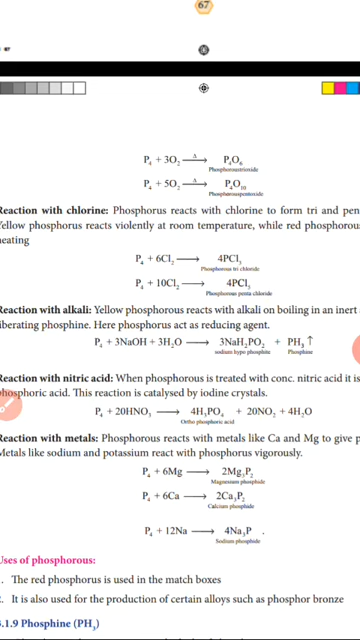 67
P₄ + 3O₂ —Δ→ P₄O₆
Phosphoroustrioxide
P₄ + 5O₂ —Δ→ P₄O₁₀
Phosphorouspentoxide
Reaction with chlorine: Phosphorus reacts with chlorine to form tri and pen
Yellow phosphorus reacts violently at room temperature, while red phosphorou
heating
P₄ + 6Cl₂ ⟶ 4PCl₃
Phosphorous tri chloride
P₄ + 10Cl₂ ⟶ 4PCl₅
Phosphorous penta chloride
Reaction with alkali: Yellow phosphorus reacts with alkali on boiling in an inert
liberating phosphine. Here phosphorus act as reducing agent.
P₄ + 3NaOH + 3H₂O ⟶ 3NaH₂PO₂ + PH₃ ↑
sodium hypo phosphite Phosphine
Reaction with nitric acid: When phosphorous is treated with conc. nitric acid it is
phosphoric acid. This reaction is catalysed by iodine crystals.
P₄ + 20HNO₃ ⟶ 4H₃PO₄ + 20NO₂ + 4H₂O
Ortho phosphoric acid
Reaction with metals: Phosphorous reacts with metals like Ca and Mg to give p
Metals like sodium and potassium react with phosphorus vigorously.
P₄ + 6Mg ⟶ 2Mg₃P₂
Magnesium phosphide
P₄ + 6Ca ⟶ 2Ca₃P₂
Calcium phosphide
P₄ + 12Na ⟶ 4Na₃P .
Sodium phosphide
Uses of phosphorous:
. The red phosphorus is used in the match boxes
2. It is also used for the production of certain alloys such as phosphor bronze
3.1.9 Phosphine (PH₃)